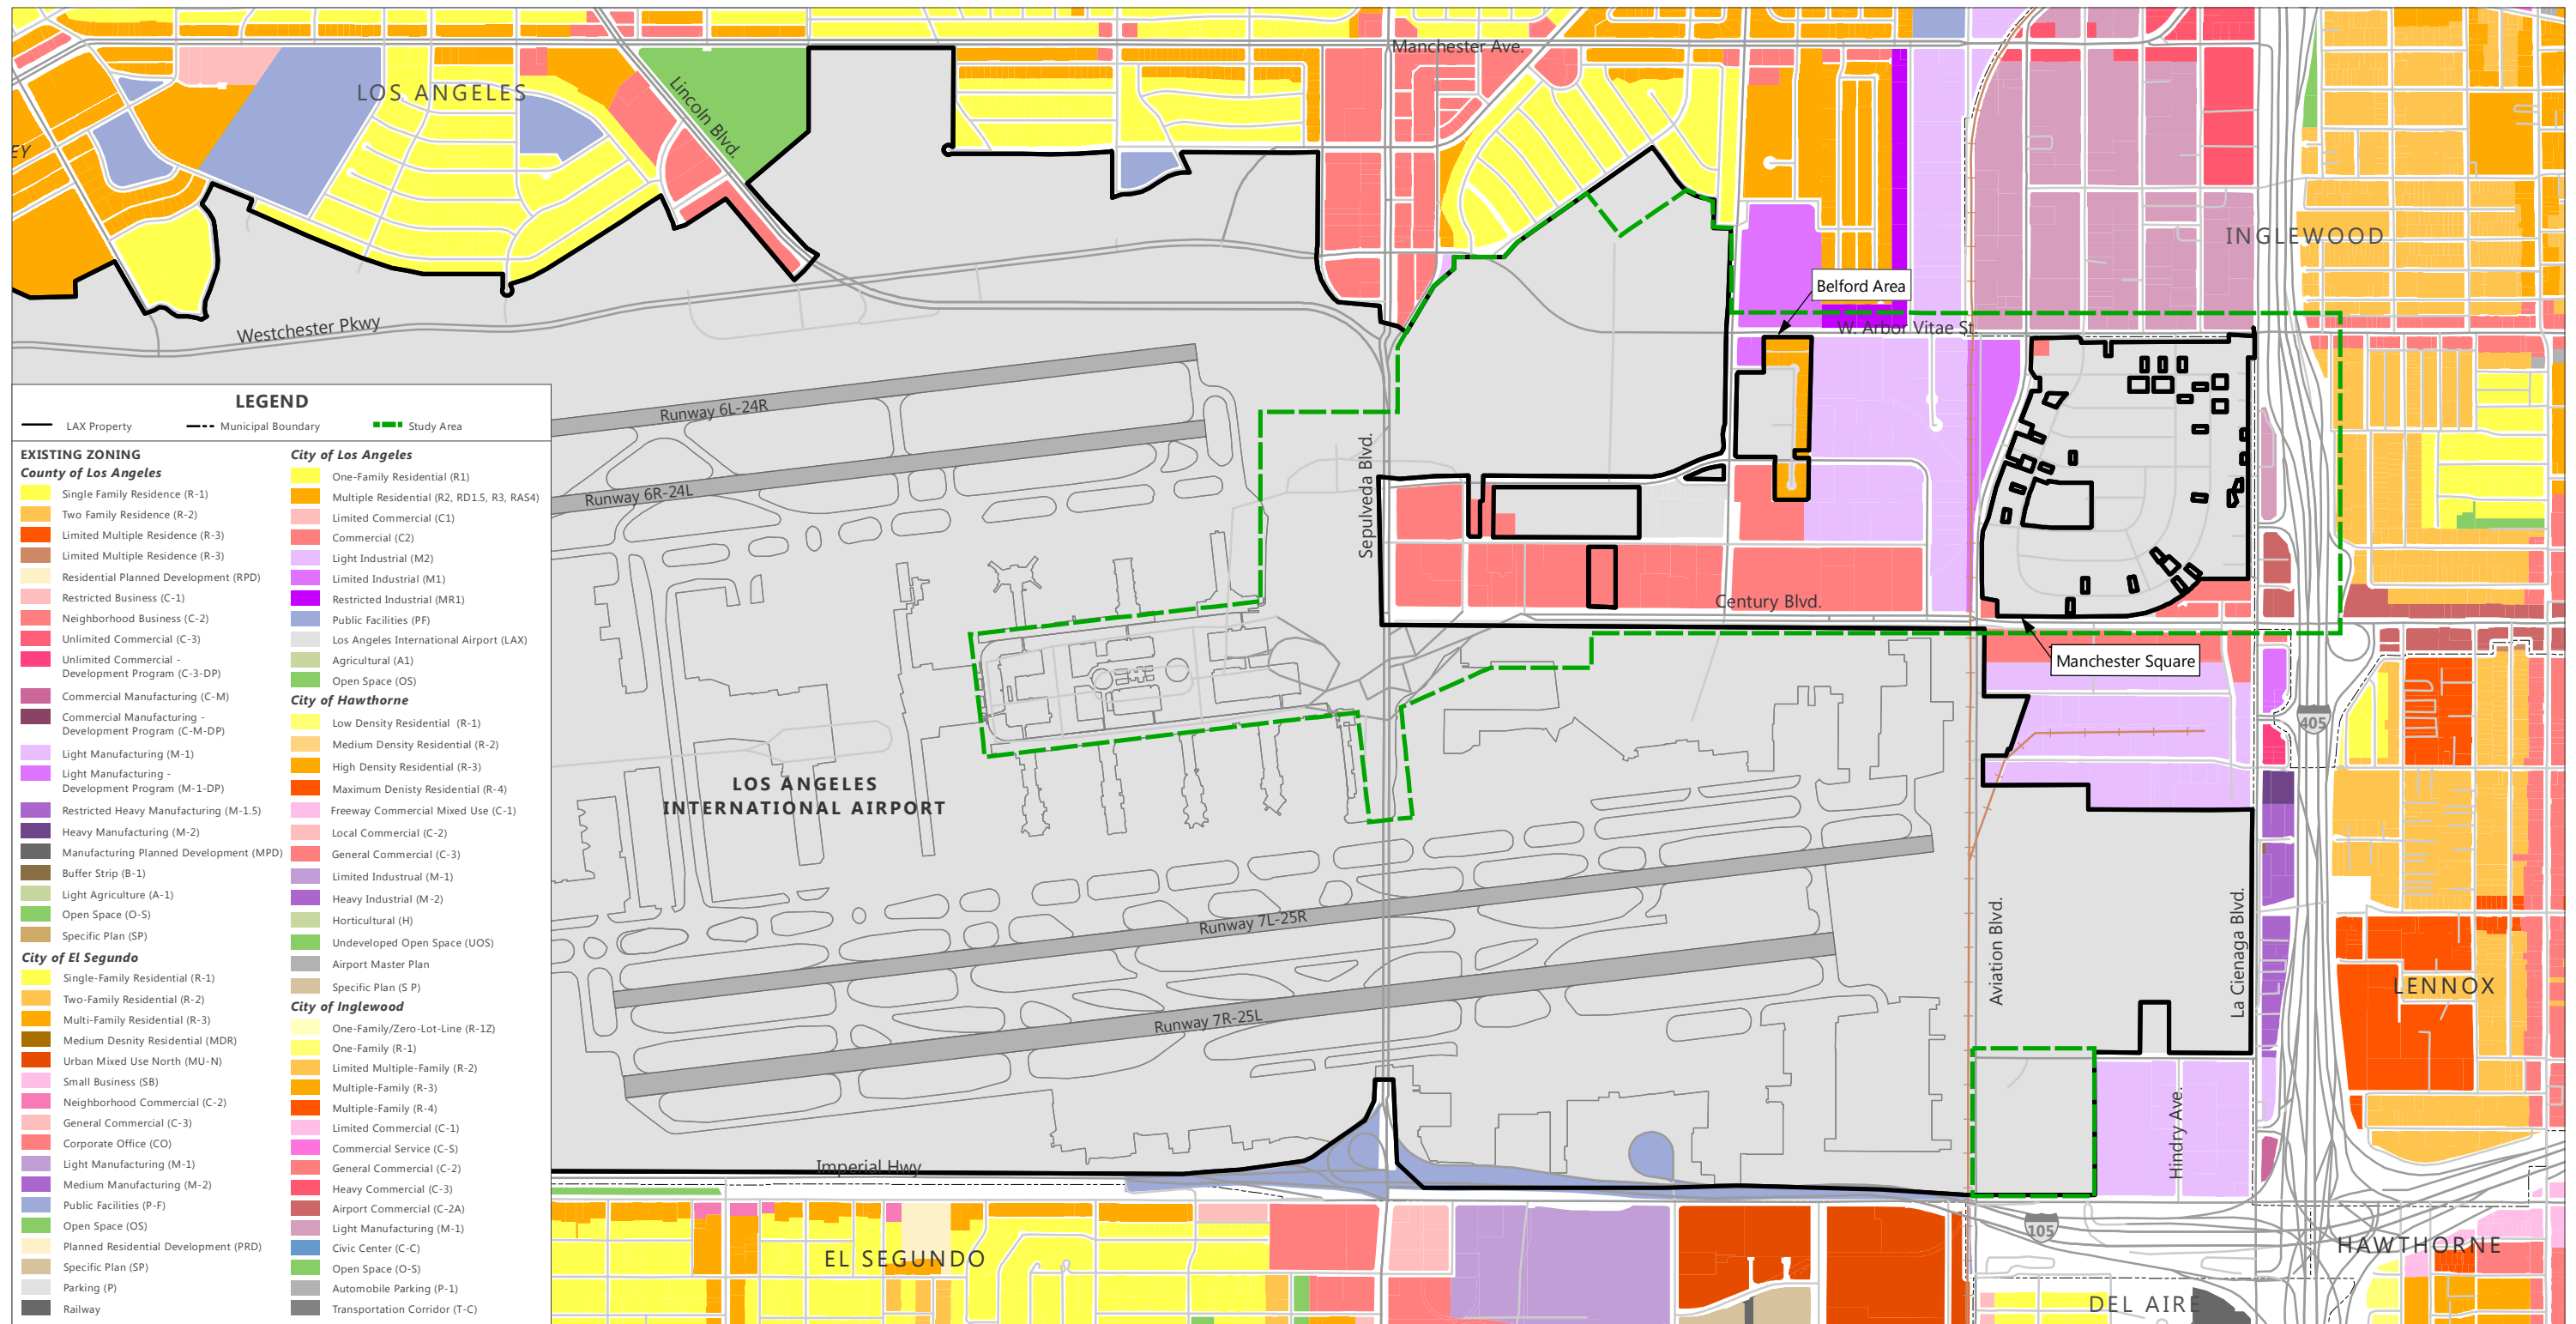 Manchester Ave.
LOS ANGELES
Lincoln Blvd.
EY
INGLEWOOD
Belford Area
Westchester Pkwy
W. Arbor Vitae St.
Runway 6L-24R
Runway 6R-24L
Sepulveda Blvd.
Century Blvd.
Manchester Square
405
LOS ANGELES
INTERNATIONAL AIRPORT
Runway 7L-25R
Runway 7R-25L
Aviation Blvd.
La Cienaga Blvd.
LENNOX
Hindry Ave.
Imperial Hwy
105
EL SEGUNDO
HAWTHORNE
DEL AIRE
LEGEND
LAX Property
Municipal Boundary
Study Area
EXISTING ZONING
County of Los Angeles
Single Family Residence (R-1)
Two Family Residence (R-2)
Limited Multiple Residence (R-3)
Limited Multiple Residence (R-3)
Residential Planned Development (RPD)
Restricted Business (C-1)
Neighborhood Business (C-2)
Unlimited Commercial (C-3)
Unlimited Commercial -
Development Program (C-3-DP)
Commercial Manufacturing (C-M)
Commercial Manufacturing -
Development Program (C-M-DP)
Light Manufacturing (M-1)
Light Manufacturing -
Development Program (M-1-DP)
Restricted Heavy Manufacturing (M-1.5)
Heavy Manufacturing (M-2)
Manufacturing Planned Development (MPD)
Buffer Strip (B-1)
Light Agriculture (A-1)
Open Space (O-S)
Specific Plan (SP)
City of El Segundo
Single-Family Residential (R-1)
Two-Family Residential (R-2)
Multi-Family Residential (R-3)
Medium Desnity Residential (MDR)
Urban Mixed Use North (MU-N)
Small Business (SB)
Neighborhood Commercial (C-2)
General Commercial (C-3)
Corporate Office (CO)
Light Manufacturing (M-1)
Medium Manufacturing (M-2)
Public Facilities (P-F)
Open Space (OS)
Planned Residential Development (PRD)
Specific Plan (SP)
Parking (P)
Railway
City of Los Angeles
One-Family Residential (R1)
Multiple Residential (R2, RD1.5, R3, RAS4)
Limited Commercial (C1)
Commercial (C2)
Light Industrial (M2)
Limited Industrial (M1)
Restricted Industrial (MR1)
Public Facilities (PF)
Los Angeles International Airport (LAX)
Agricultural (A1)
Open Space (OS)
City of Hawthorne
Low Density Residential (R-1)
Medium Density Residential (R-2)
High Density Residential (R-3)
Maximum Denisty Residential (R-4)
Freeway Commercial Mixed Use (C-1)
Local Commercial (C-2)
General Commercial (C-3)
Limited Industrual (M-1)
Heavy Industrial (M-2)
Horticultural (H)
Undeveloped Open Space (UOS)
Airport Master Plan
Specific Plan (S P)
City of Inglewood
One-Family/Zero-Lot-Line (R-1Z)
One-Family (R-1)
Limited Multiple-Family (R-2)
Multiple-Family (R-3)
Multiple-Family (R-4)
Limited Commercial (C-1)
Commercial Service (C-S)
General Commercial (C-2)
Heavy Commercial (C-3)
Airport Commercial (C-2A)
Light Manufacturing (M-1)
Civic Center (C-C)
Open Space (O-S)
Automobile Parking (P-1)
Transportation Corridor (T-C)